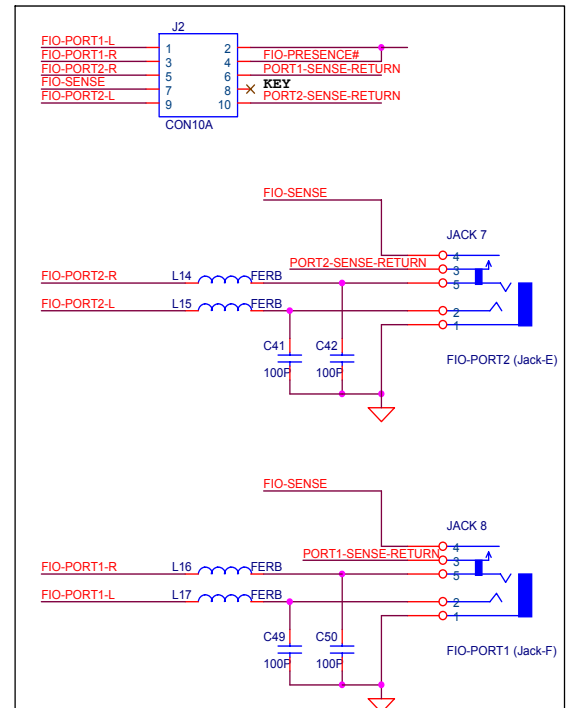 J2
FIO-PORT1-L 1 2
FIO-PORT1-R 3 4 FIO-PRESENCE#
FIO-PORT2-R 5 6 PORT1-SENSE-RETURN
FIO-SENSE 7 8 KEY
FIO-PORT2-L 9 10 PORT2-SENSE-RETURN
CON10A
FIO-SENSE
JACK 7
4
PORT2-SENSE-RETURN 3
FIO-PORT2-R L14 FERB 5
FIO-PORT2-L L15 FERB 2
1
C41 C42
100P 100P
FIO-PORT2 (Jack-E)
FIO-SENSE
JACK 8
4
PORT1-SENSE-RETURN 3
FIO-PORT1-R L16 FERB 5
FIO-PORT1-L L17 FERB 2
1
C49 C50
100P 100P
FIO-PORT1 (Jack-F)